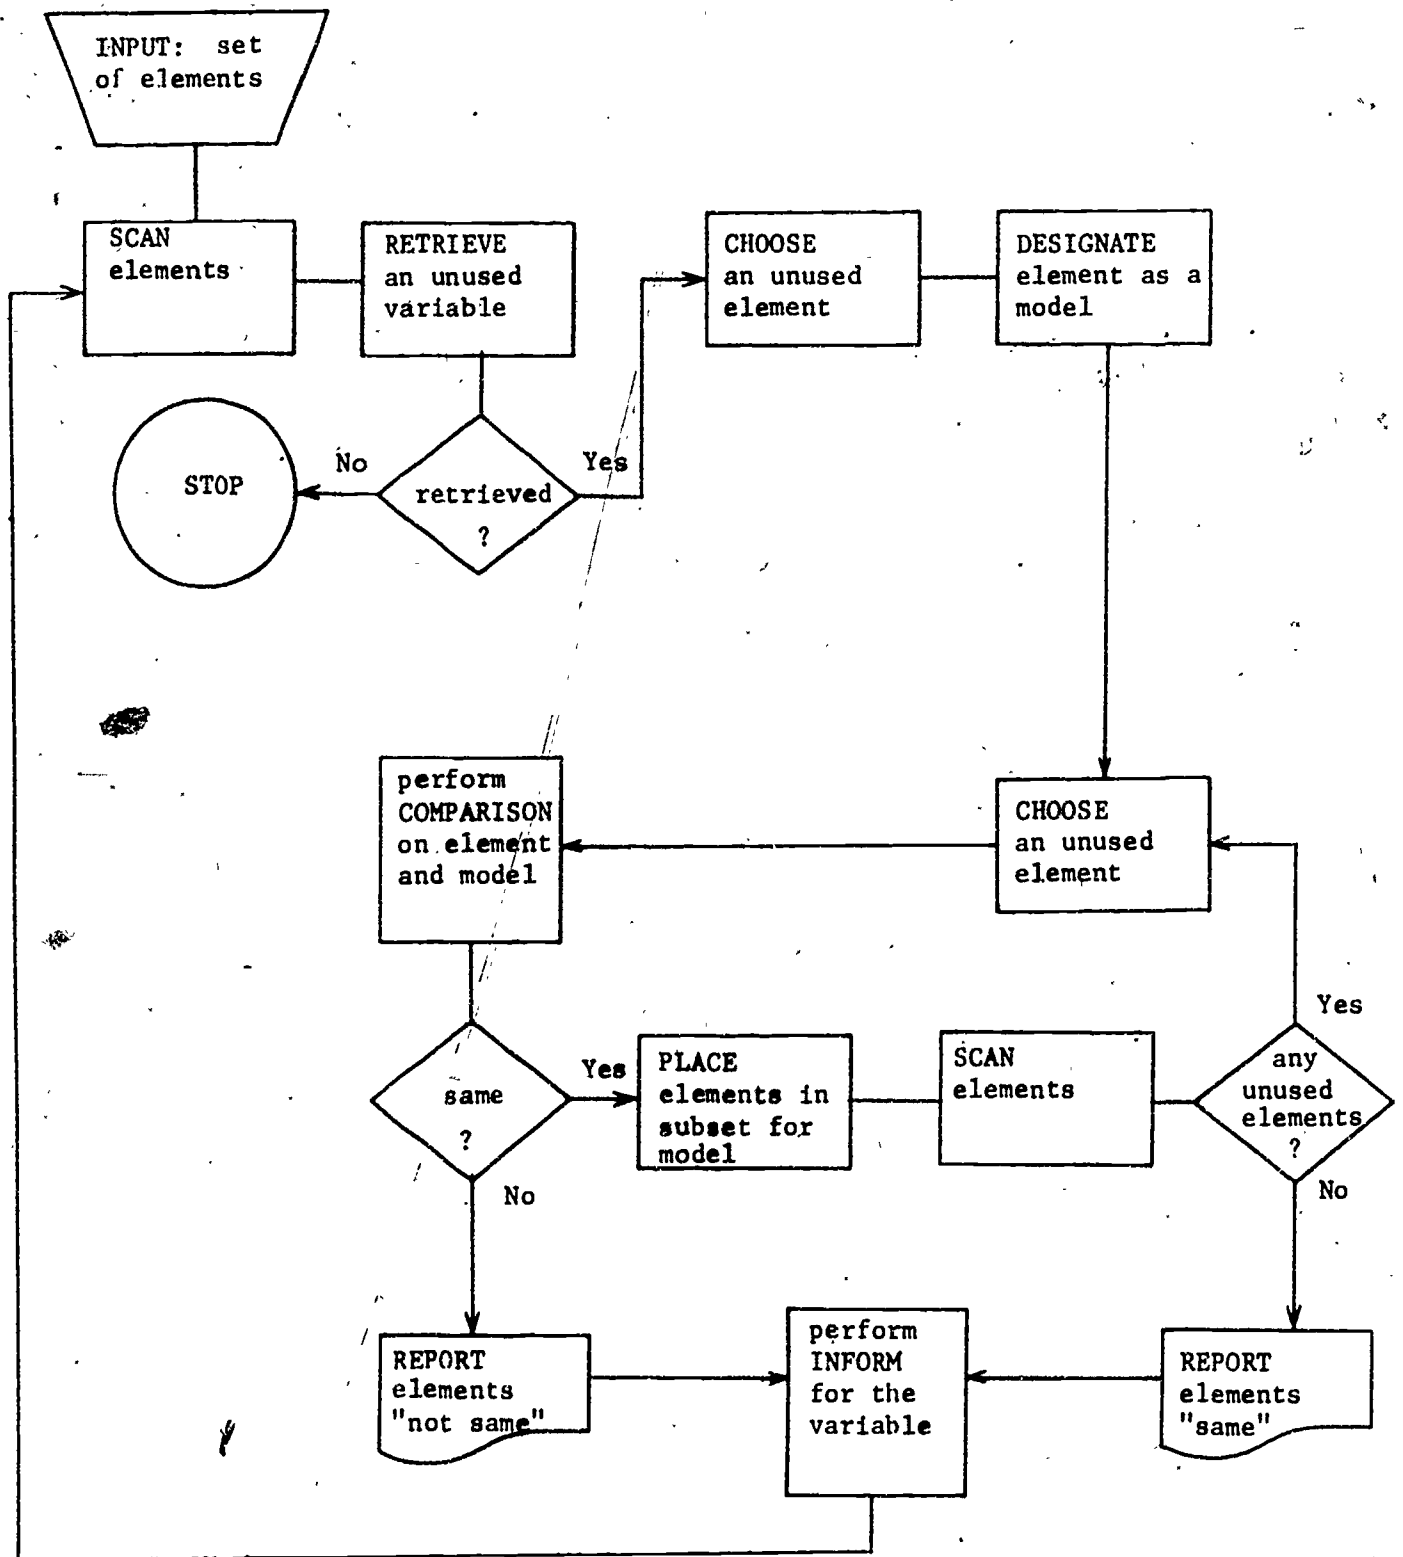 INPUT: set
of elements
SCAN
elements
RETRIEVE
an unused
variable
CHOOSE
an unused
element
DESIGNATE
element as a
model
STOP
No
retrieved
?
Yes
perform
COMPARISON
on element
and model
CHOOSE
an unused
element
same
?
Yes
No
PLACE
elements in
subset for
model
SCAN
elements
Yes
any
unused
elements
?
No
REPORT
elements
"not same"
perform
INFORM
for the
variable
REPORT
elements
"same"